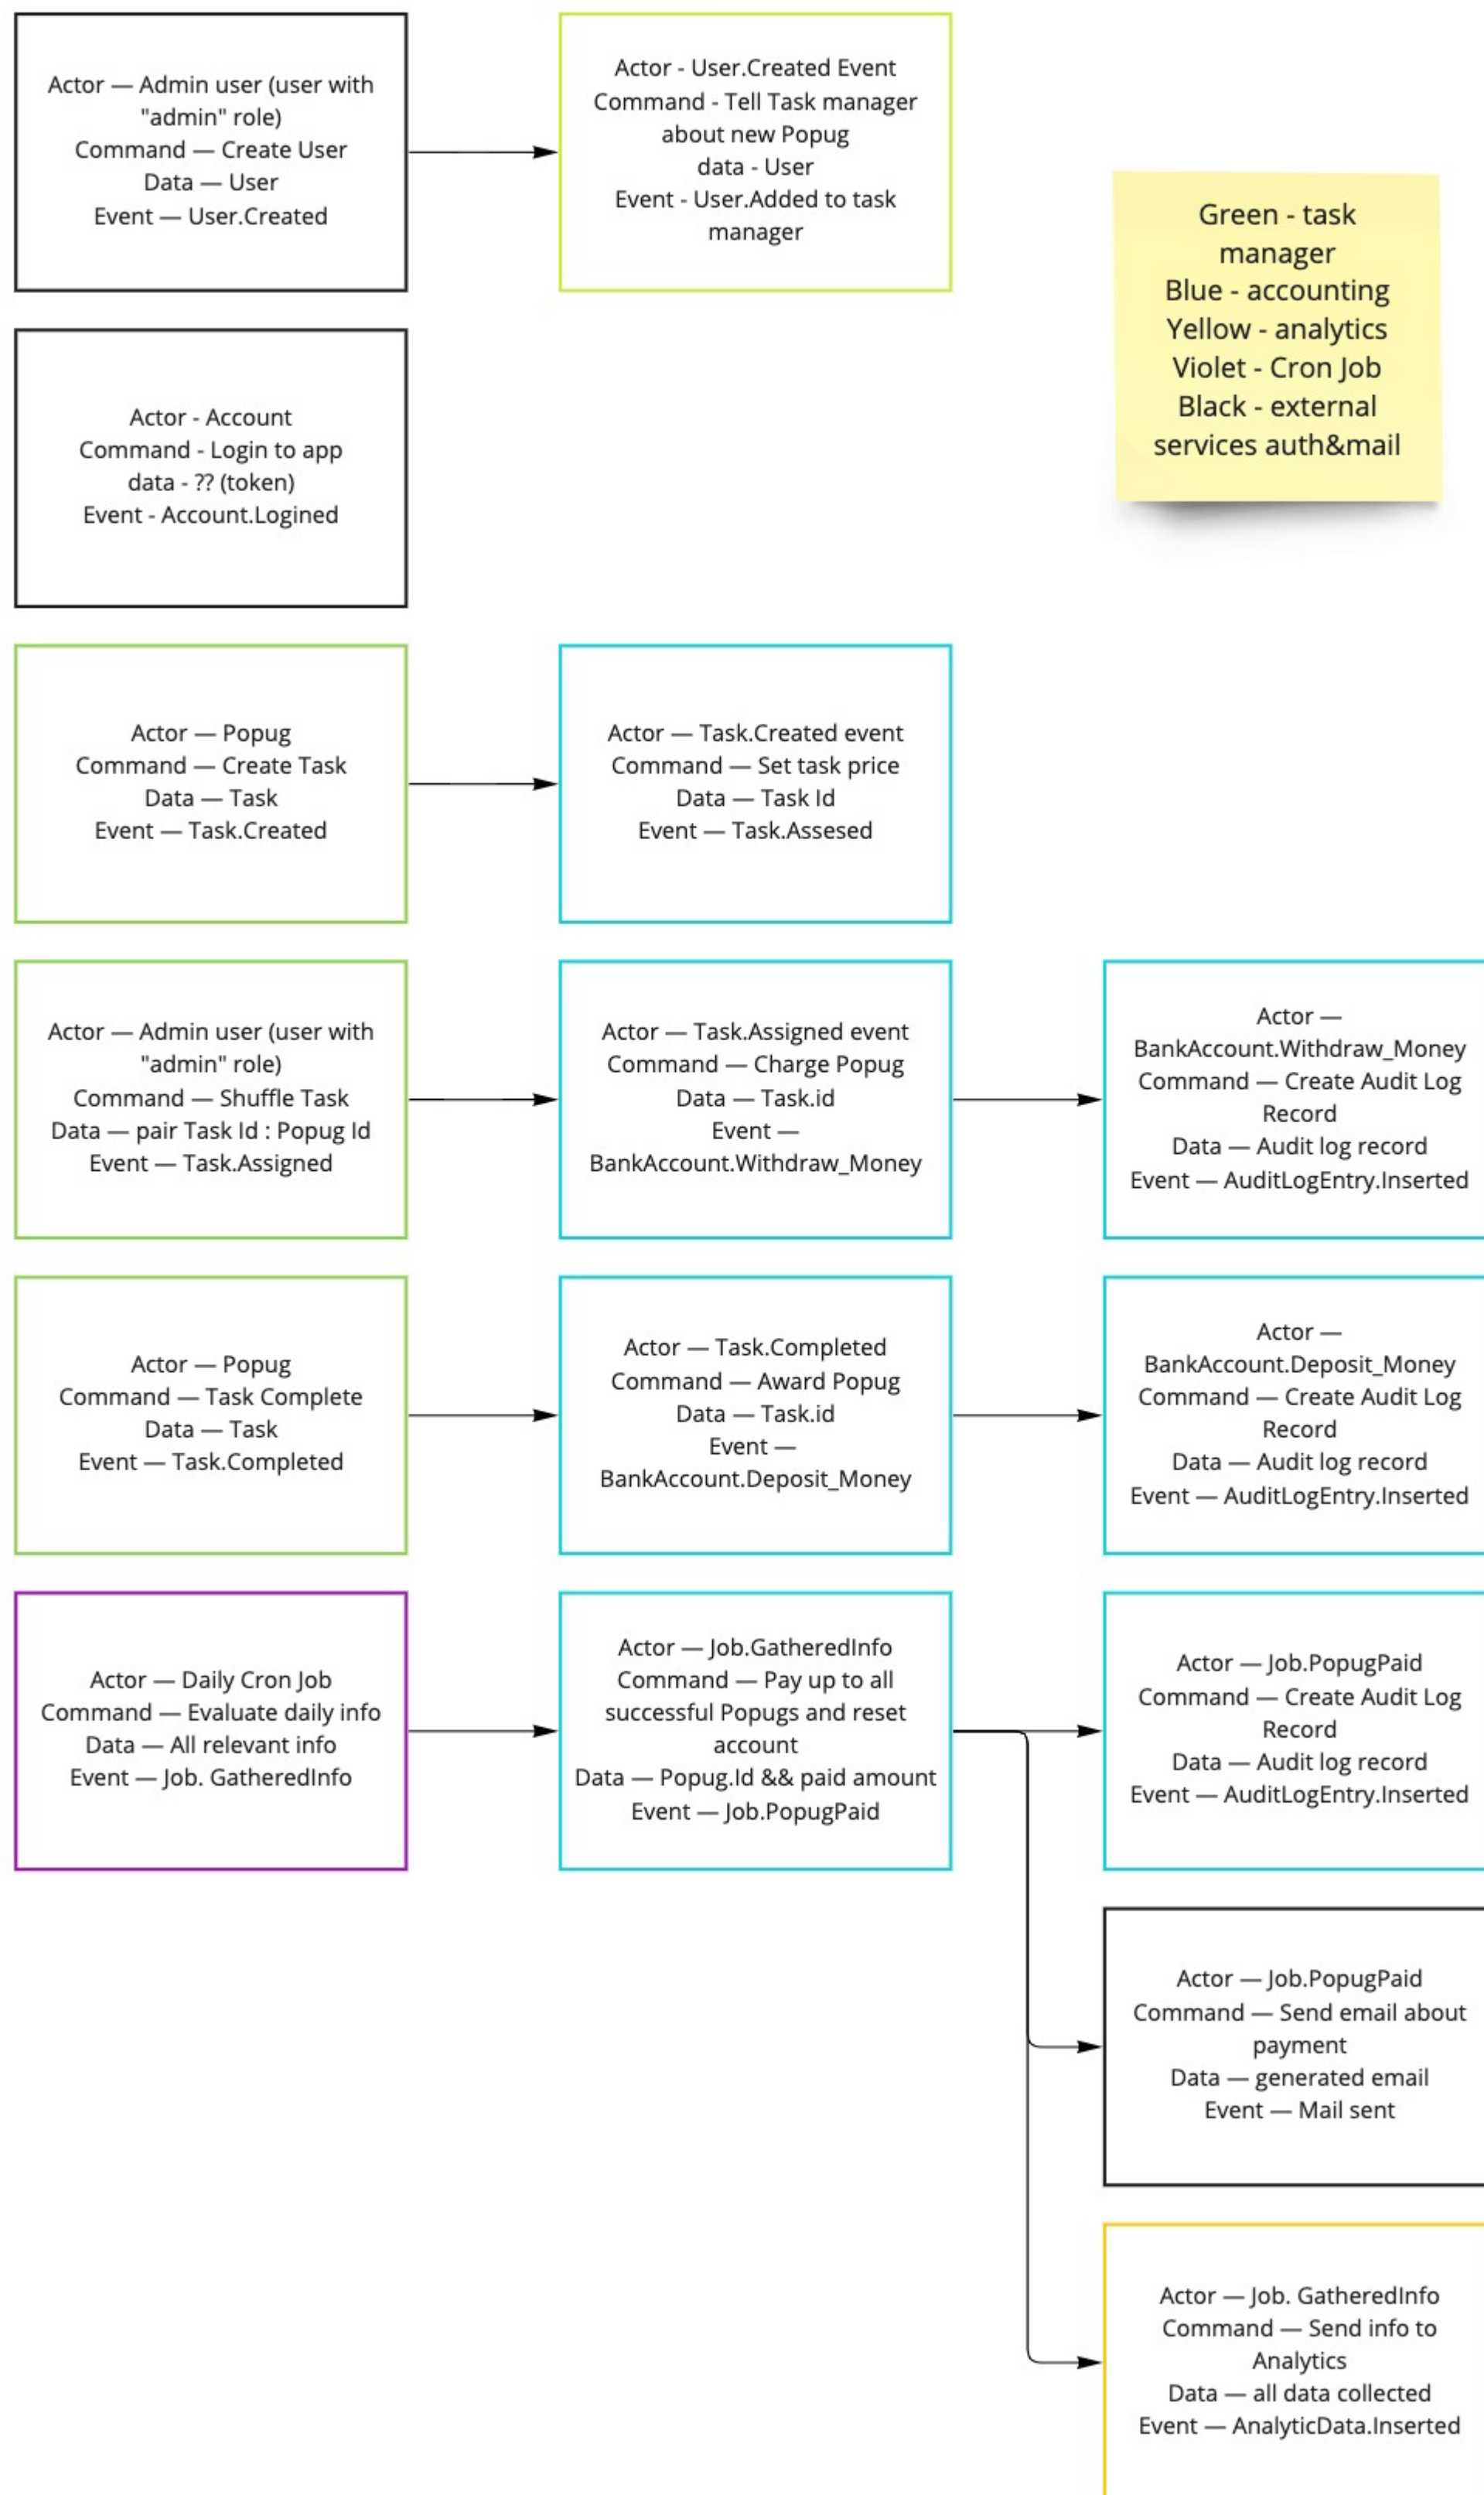 Actor — Admin user (user with
"admin" role)
Command — Create User
Data — User
Event — User.Created
Actor - User.Created Event
Command - Tell Task manager
about new Popug
data - User
Event - User.Added to task
manager
Green - task
manager
Blue - accounting
Yellow - analytics
Violet - Cron Job
Black - external
services auth&mail
Actor - Account
Command - Login to app
data - ?? (token)
Event - Account.Logined
Actor — Popug
Command — Create Task
Data — Task
Event — Task.Created
Actor — Task.Created event
Command — Set task price
Data — Task Id
Event — Task.Assesed
Actor — Admin user (user with
"admin" role)
Command — Shuffle Task
Data — pair Task Id : Popug Id
Event — Task.Assigned
Actor — Task.Assigned event
Command — Charge Popug
Data — Task.id
Event —
BankAccount.Withdraw_Money
Actor —
BankAccount.Withdraw_Money
Command — Create Audit Log
Record
Data — Audit log record
Event — AuditLogEntry.Inserted
Actor — Popug
Command — Task Complete
Data — Task
Event — Task.Completed
Actor — Task.Completed
Command — Award Popug
Data — Task.id
Event —
BankAccount.Deposit_Money
Actor —
BankAccount.Deposit_Money
Command — Create Audit Log
Record
Data — Audit log record
Event — AuditLogEntry.Inserted
Actor — Daily Cron Job
Command — Evaluate daily info
Data — All relevant info
Event — Job. GatheredInfo
Actor — Job.GatheredInfo
Command — Pay up to all
successful Popugs and reset
account
Data — Popug.Id && paid amount
Event — Job.PopugPaid
Actor — Job.PopugPaid
Command — Create Audit Log
Record
Data — Audit log record
Event — AuditLogEntry.Inserted
Actor — Job.PopugPaid
Command — Send email about
payment
Data — generated email
Event — Mail sent
Actor — Job. GatheredInfo
Command — Send info to
Analytics
Data — all data collected
Event — AnalyticData.Inserted